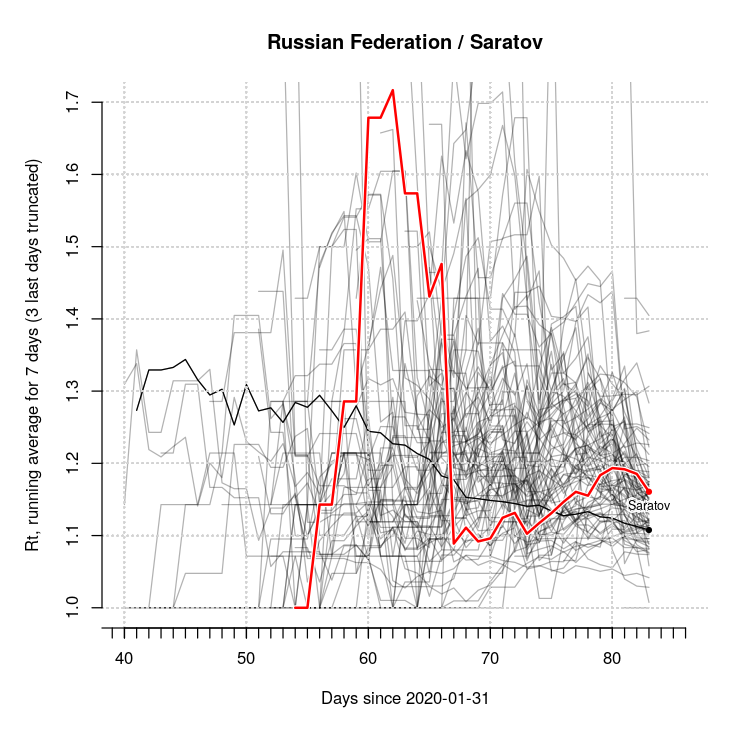 Russian Federation / Saratov
Rt, running average for 7 days (3 last days truncated)
1.7
1.6
1.5
1.4
1.3
1.2
1.1
1.0
Saratov
40 50 60 70 80
Days since 2020-01-31